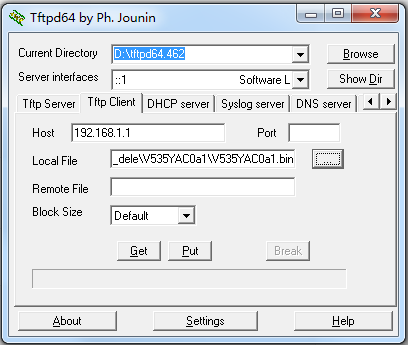 Tftpd64 by Ph. Jounin
Current Directory D:\tftpd64.462 Browse
Server interfaces ::1 Software L Show Dir
Tftp Server Tftp Client DHCP server Syslog server DNS server
Host 192.168.1.1 Port
Local File _dele\V535YAC0a1\V535YAC0a1.bin ...
Remote File
Block Size Default
Get Put Break
About Settings Help